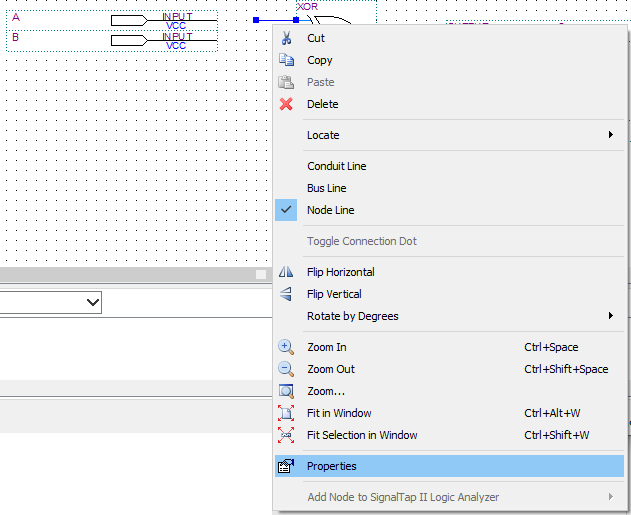 XOR
A INPUT
VCC
B INPUT
VCC
Cut
Copy
Paste
Delete
Locate
Conduit Line
Bus Line
Node Line
Toggle Connection Dot
Flip Horizontal
Flip Vertical
Rotate by Degrees
Zoom In Ctrl+Space
Zoom Out Ctrl+Shift+Space
Zoom...
Fit in Window Ctrl+Alt+W
Fit Selection in Window Ctrl+Shift+W
Properties
Add Node to SignalTap II Logic Analyzer